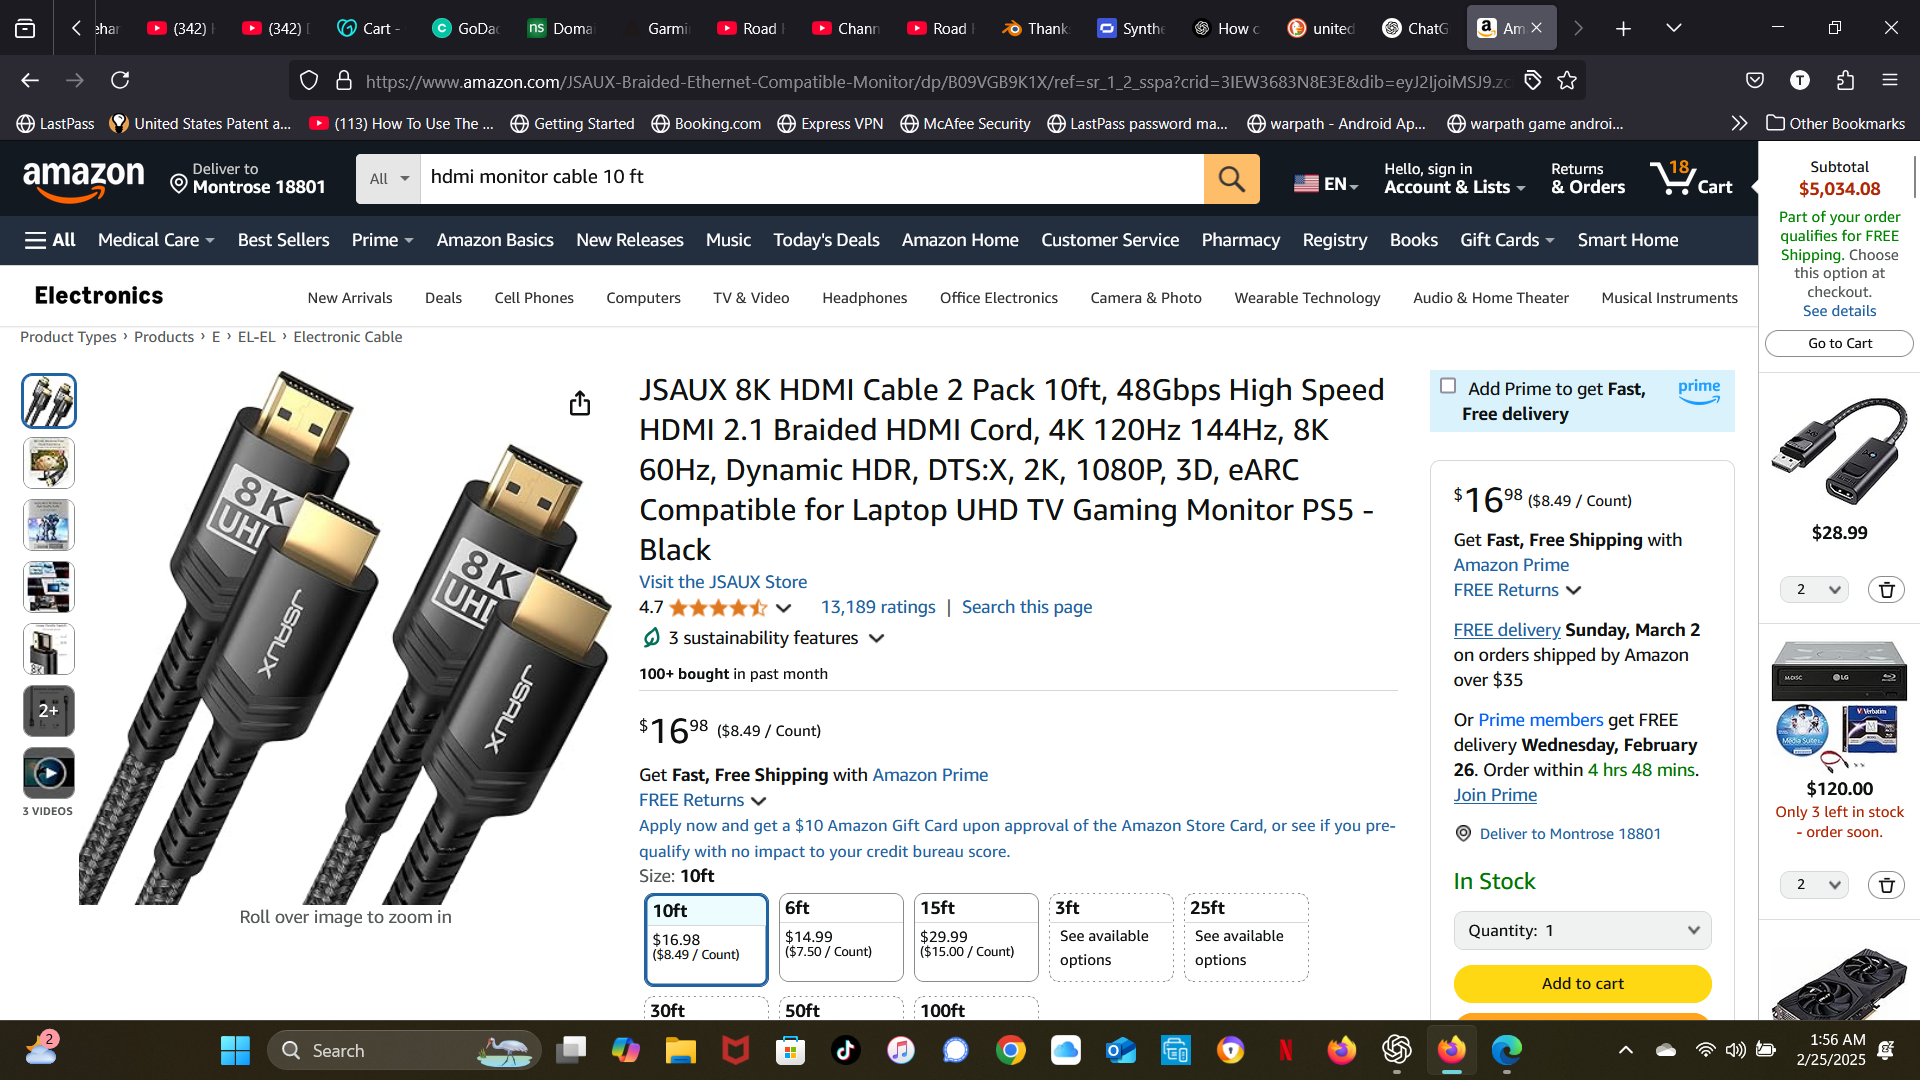 (342)
(342)
Cart -
GoDad
Domai
Garmi
Road
Chann
Road
Thank
Synthe
How c
united
ChatG
Am
https://www.amazon.com/JSAUX-Braided-Ethernet-Compatible-Monitor/dp/B09VGB9K1X/ref=sr_1_2_sspa?crid=3IEW3683N8E3E&dib=eyJ2IjoiMSJ9.zc
T
LastPass
United States Patent a...
(113) How To Use The ...
Getting Started
Booking.com
Express VPN
McAfee Security
LastPass password ma...
warpath - Android Ap...
warpath game androi...
Other Bookmarks
amazon
Deliver to
Montrose 18801
All
hdmi monitor cable 10 ft
EN
Hello, sign in
Account & Lists
Returns
& Orders
18
Cart
All
Medical Care
Best Sellers
Prime
Amazon Basics
New Releases
Music
Today's Deals
Amazon Home
Customer Service
Pharmacy
Registry
Books
Gift Cards
Smart Home
Electronics
New Arrivals
Deals
Cell Phones
Computers
TV & Video
Headphones
Office Electronics
Camera & Photo
Wearable Technology
Audio & Home Theater
Musical Instruments
Product Types › Products › E › EL-EL › Electronic Cable
8K
UHD
JSAUX
8K
UHD
JSAUX
8K
2+
3 VIDEOS
Roll over image to zoom in
JSAUX 8K HDMI Cable 2 Pack 10ft, 48Gbps High Speed
HDMI 2.1 Braided HDMI Cord, 4K 120Hz 144Hz, 8K
60Hz, Dynamic HDR, DTS:X, 2K, 1080P, 3D, eARC
Compatible for Laptop UHD TV Gaming Monitor PS5 -
Black
Visit the JSAUX Store
4.7
13,189 ratings | Search this page
3 sustainability features
100+ bought in past month
$1698 ($8.49 / Count)
Get Fast, Free Shipping with Amazon Prime
FREE Returns
Apply now and get a $10 Amazon Gift Card upon approval of the Amazon Store Card, or see if you pre-
qualify with no impact to your credit bureau score.
Size: 10ft
10ft
$16.98
($8.49 / Count)
6ft
$14.99
($7.50 / Count)
15ft
$29.99
($15.00 / Count)
3ft
See available
options
25ft
See available
options
30ft
50ft
100ft
Add Prime to get Fast,
Free delivery
prime
$1698 ($8.49 / Count)
Get Fast, Free Shipping with
Amazon Prime
FREE Returns
FREE delivery Sunday, March 2
on orders shipped by Amazon
over $35
Or Prime members get FREE
delivery Wednesday, February
26. Order within 4 hrs 48 mins.
Join Prime
Deliver to Montrose 18801
In Stock
Quantity: 1
Add to cart
Subtotal
$5,034.08
Part of your order
qualifies for FREE
Shipping. Choose
this option at
checkout.
See details
Go to Cart
$28.99
2
M-DISC
LG
Verbatim
Media Suite
$120.00
Only 3 left in stock
- order soon.
2
2
Search
1:56 AM
2/25/2025